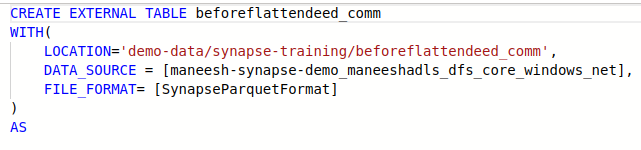 CREATE EXTERNAL TABLE beforeflattendeed_comm
WITH(
LOCATION='demo-data/synapse-training/beforeflattendeed_comm',
DATA_SOURCE = [maneesh-synapse-demo_maneeshadls_dfs_core_windows_net],
FILE_FORMAT= [SynapseParquetFormat]
)
AS